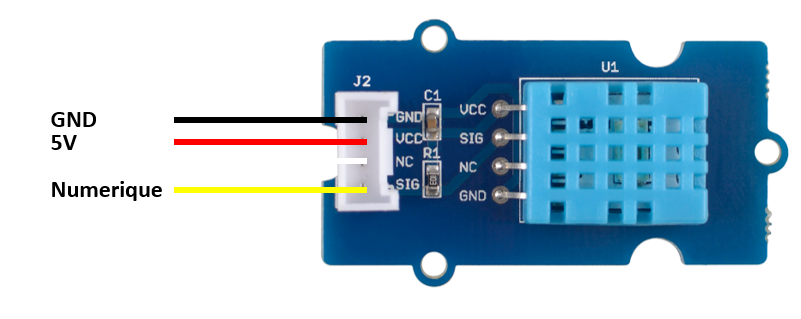 GND
5V
Numerique
J2
GND
VCC
NC
SIG
C1
R1
VCC
SIG
NC
GND
U1